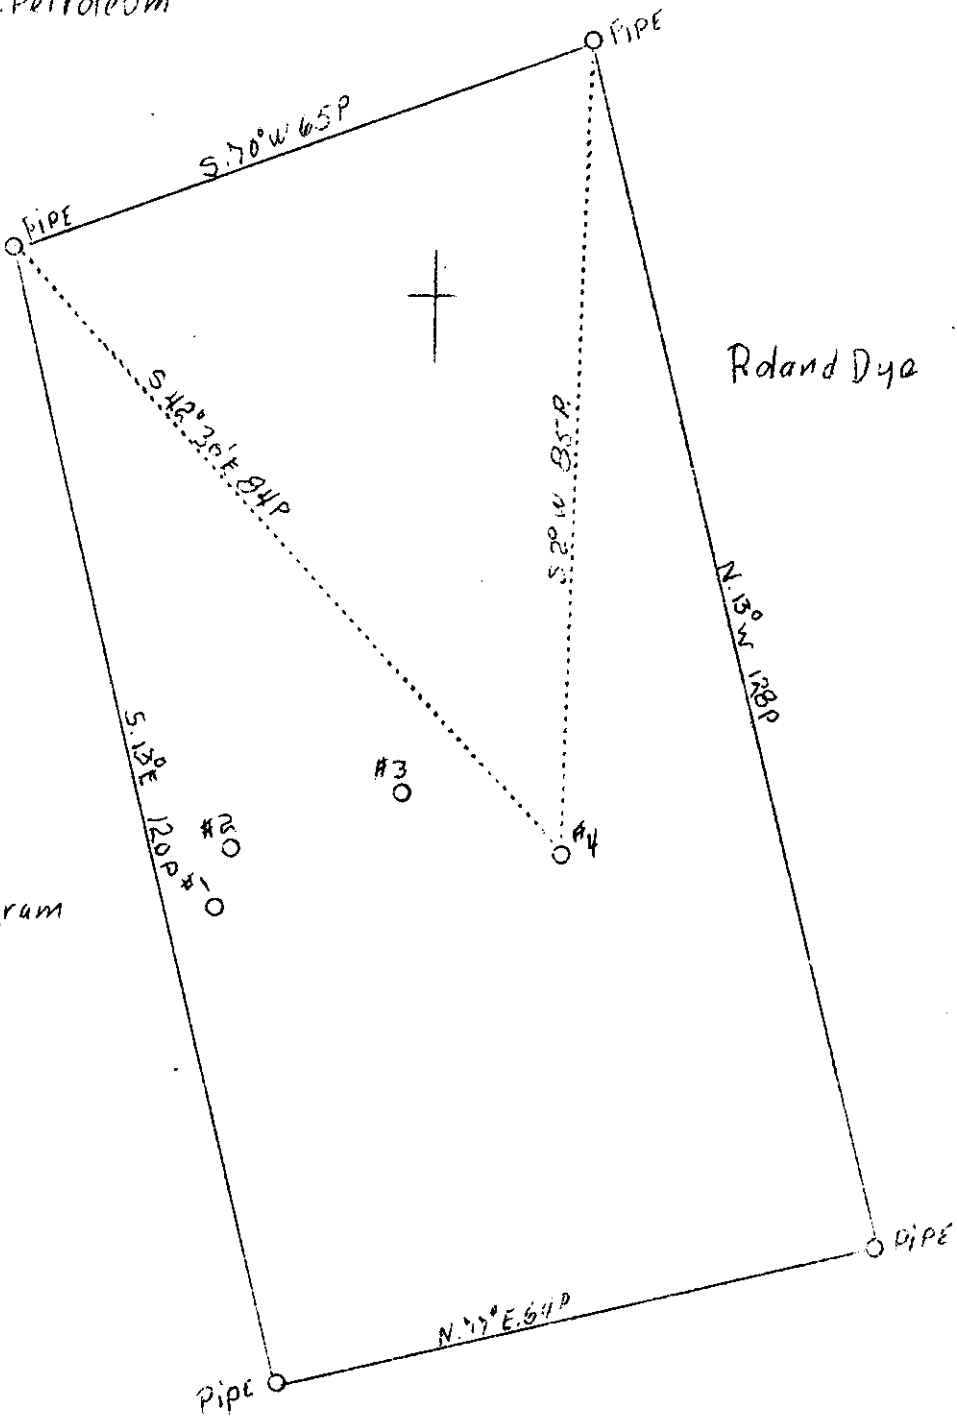 Petroleum
PIPE
S.70°W 65P
PIPE
Roland Dye
S 42° 30' E 84P
S 2° W 85P.
N.13° W 128P
S.13° E 120P
#3
#2
#4
#1
ram
PIPE
N.77° E.64P
PiPE